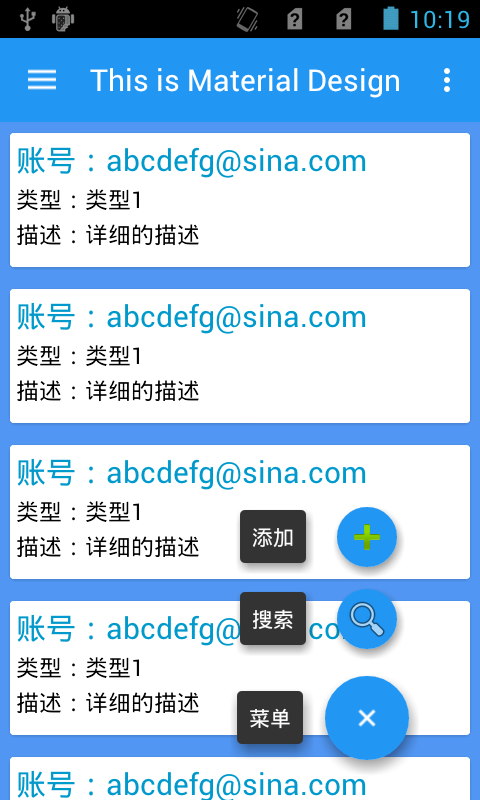 10:19
This is Material Design
账号：abcdefg@sina.com
类型：类型1
描述：详细的描述
账号：abcdefg@sina.com
类型：类型1
描述：详细的描述
账号：abcdefg@sina.com
类型：类型1
描述：详细的描述
添加
账号：abcdefg@
搜索
类型：类型1
描述：详细的描述
菜单
账号：abcdefg@sina.com